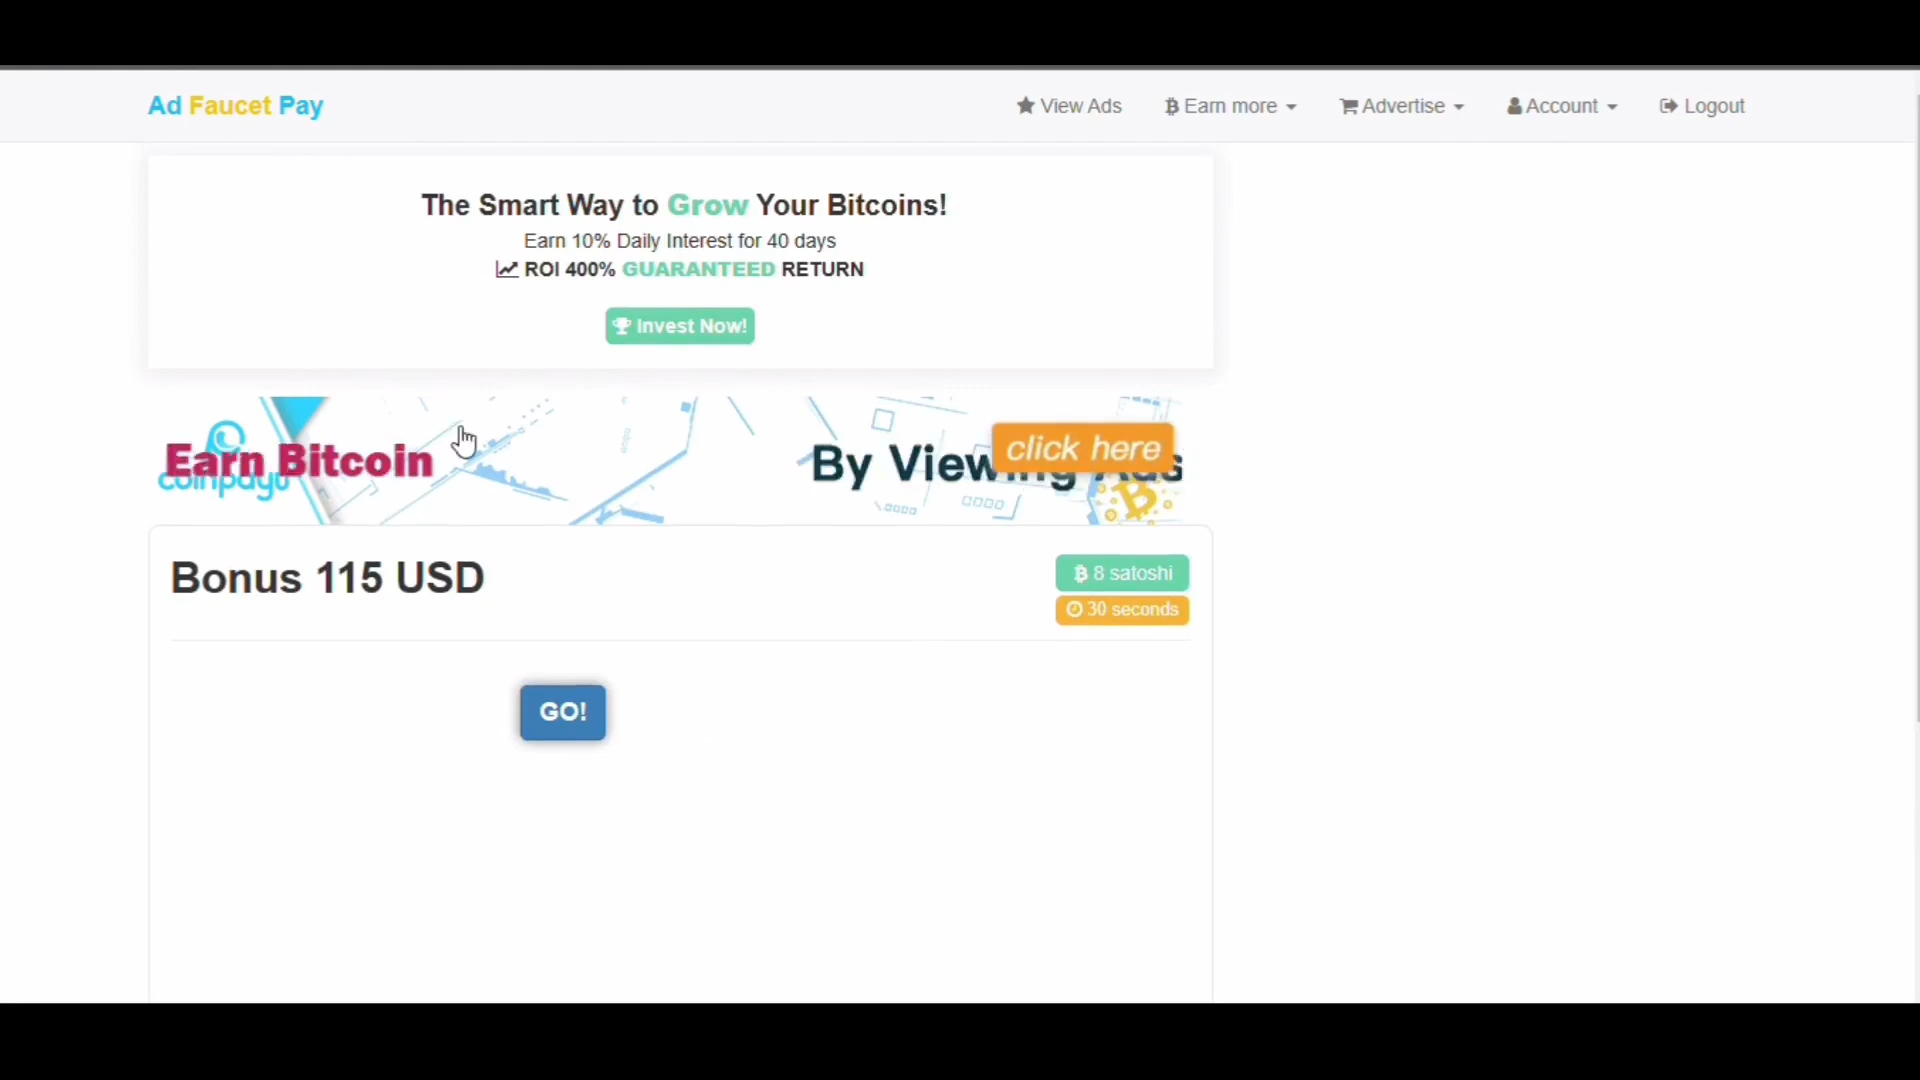 Ad Faucet Pay
View Ads
Earn more
Advertise
Account
Logout
The Smart Way to Grow Your Bitcoins!
Earn 10% Daily Interest for 40 days
ROI 400% GUARANTEED RETURN
Invest Now!
Earn Bitcoin
coinpayu
By Viewing Ads
click here
Bonus 115 USD
8 satoshi
30 seconds
GO!